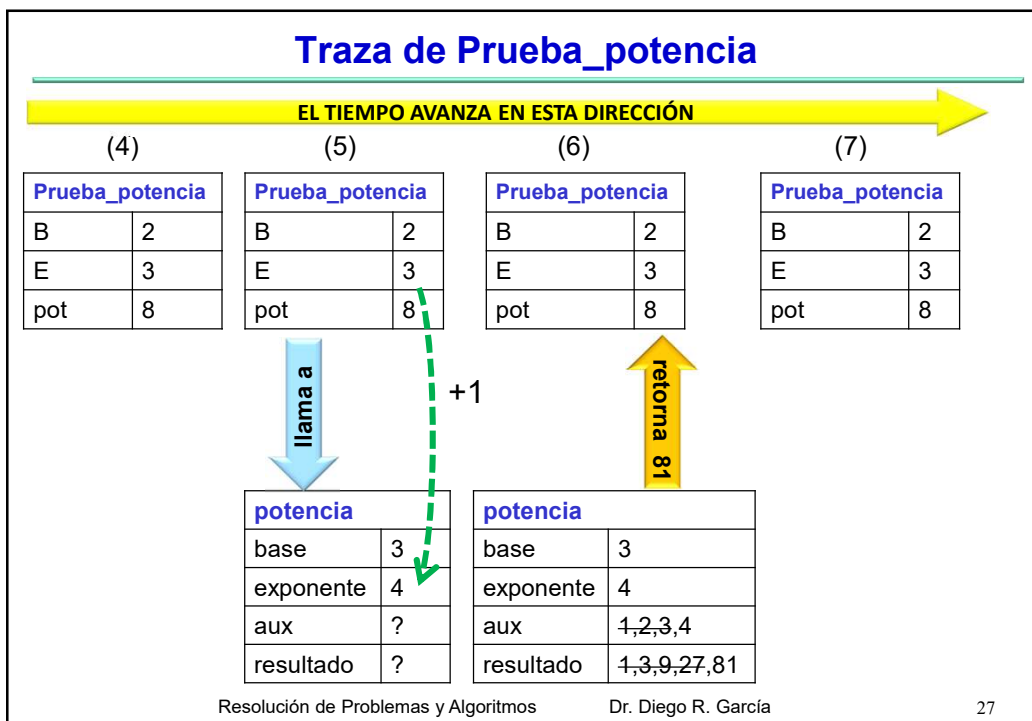 Traza de Prueba_potencia
EL TIEMPO AVANZA EN ESTA DIRECCIÓN
(4) (5) (6) (7)
Prueba_potencia Prueba_potencia Prueba_potencia Prueba_potencia
B 2 B 2 B 2 B 2
E 3 E 3 E 3 E 3
pot 8 pot 8 pot 8 pot 8
llama a
+1
retorna 81
potencia potencia
base 3 base 3
exponente 4 exponente 4
aux ? aux 1,2,3,4
resultado ? resultado 1,3,9,27,81
Resolución de Problemas y Algoritmos Dr. Diego R. García 27